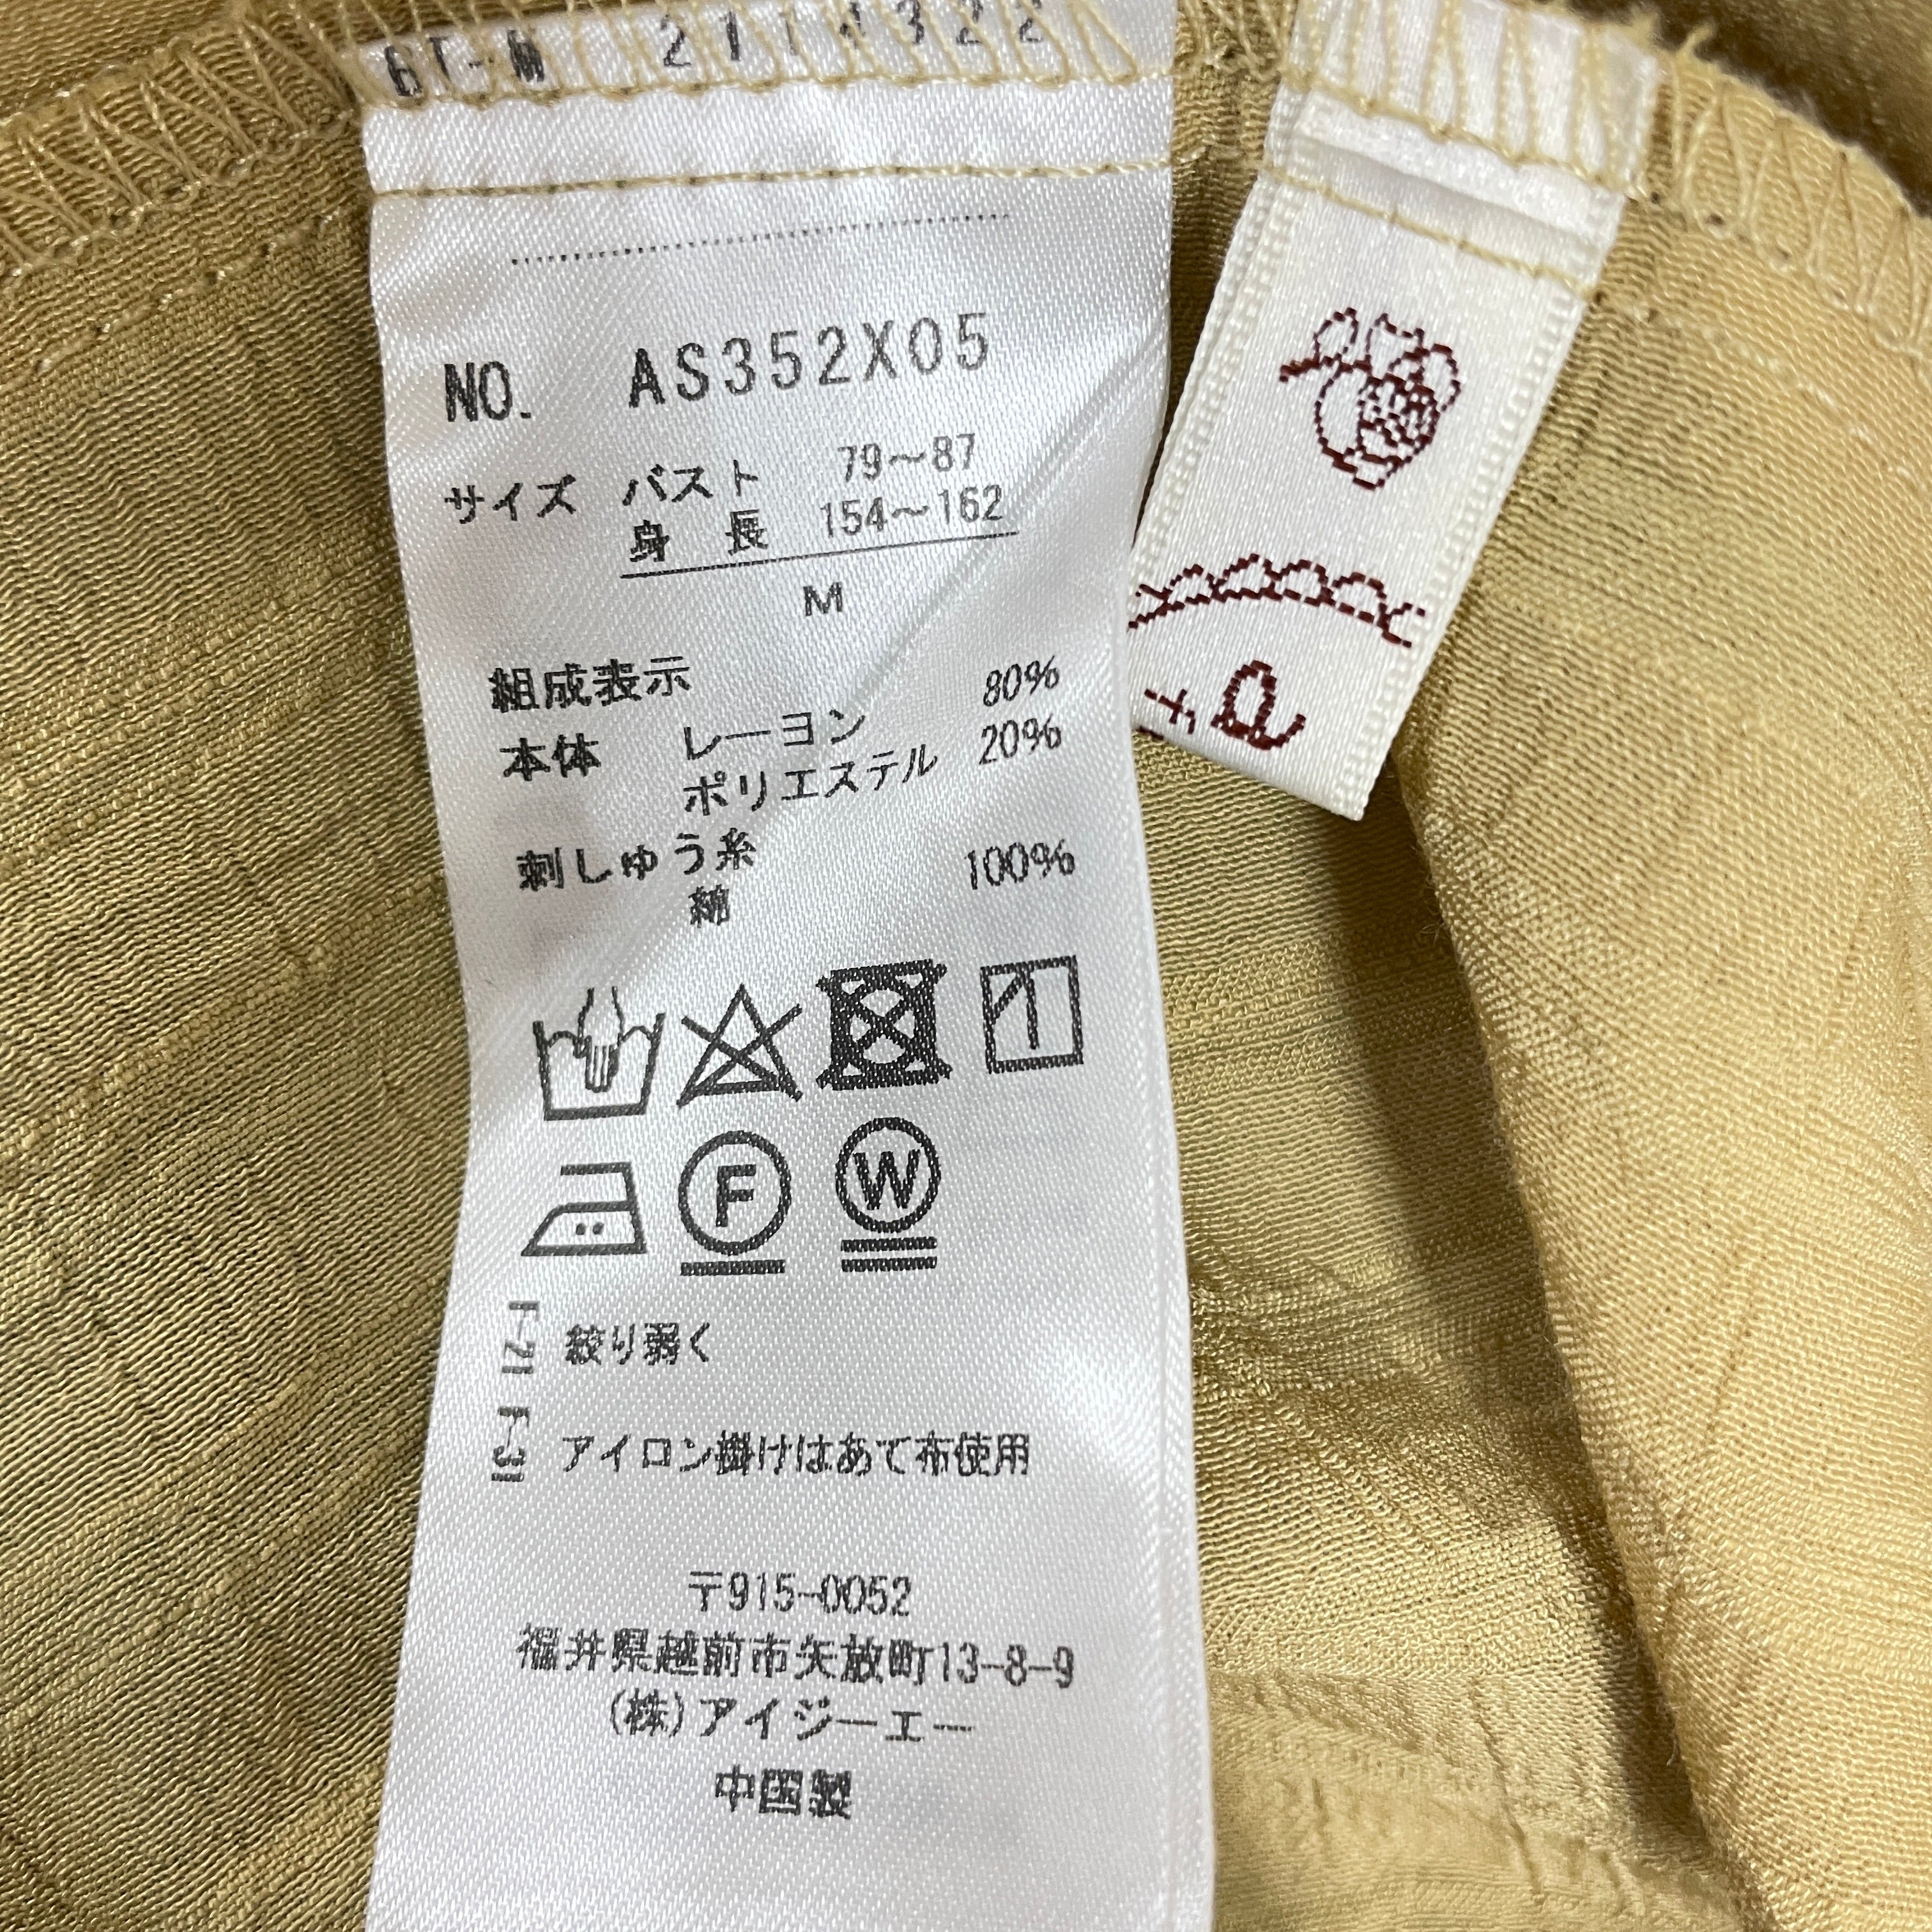 NO. AS352X05
サイズ バスト 79〜87
身長 154〜162
M
組成表示
本体 レーヨン 80%
ポリエステル 20%
刺しゅう糸
綿 100%
F
W
絞り弱く
アイロン掛けはあて布使用
〒915-0052
福井県越前市矢放町13-8-9
(株)アイジーエー
中国製